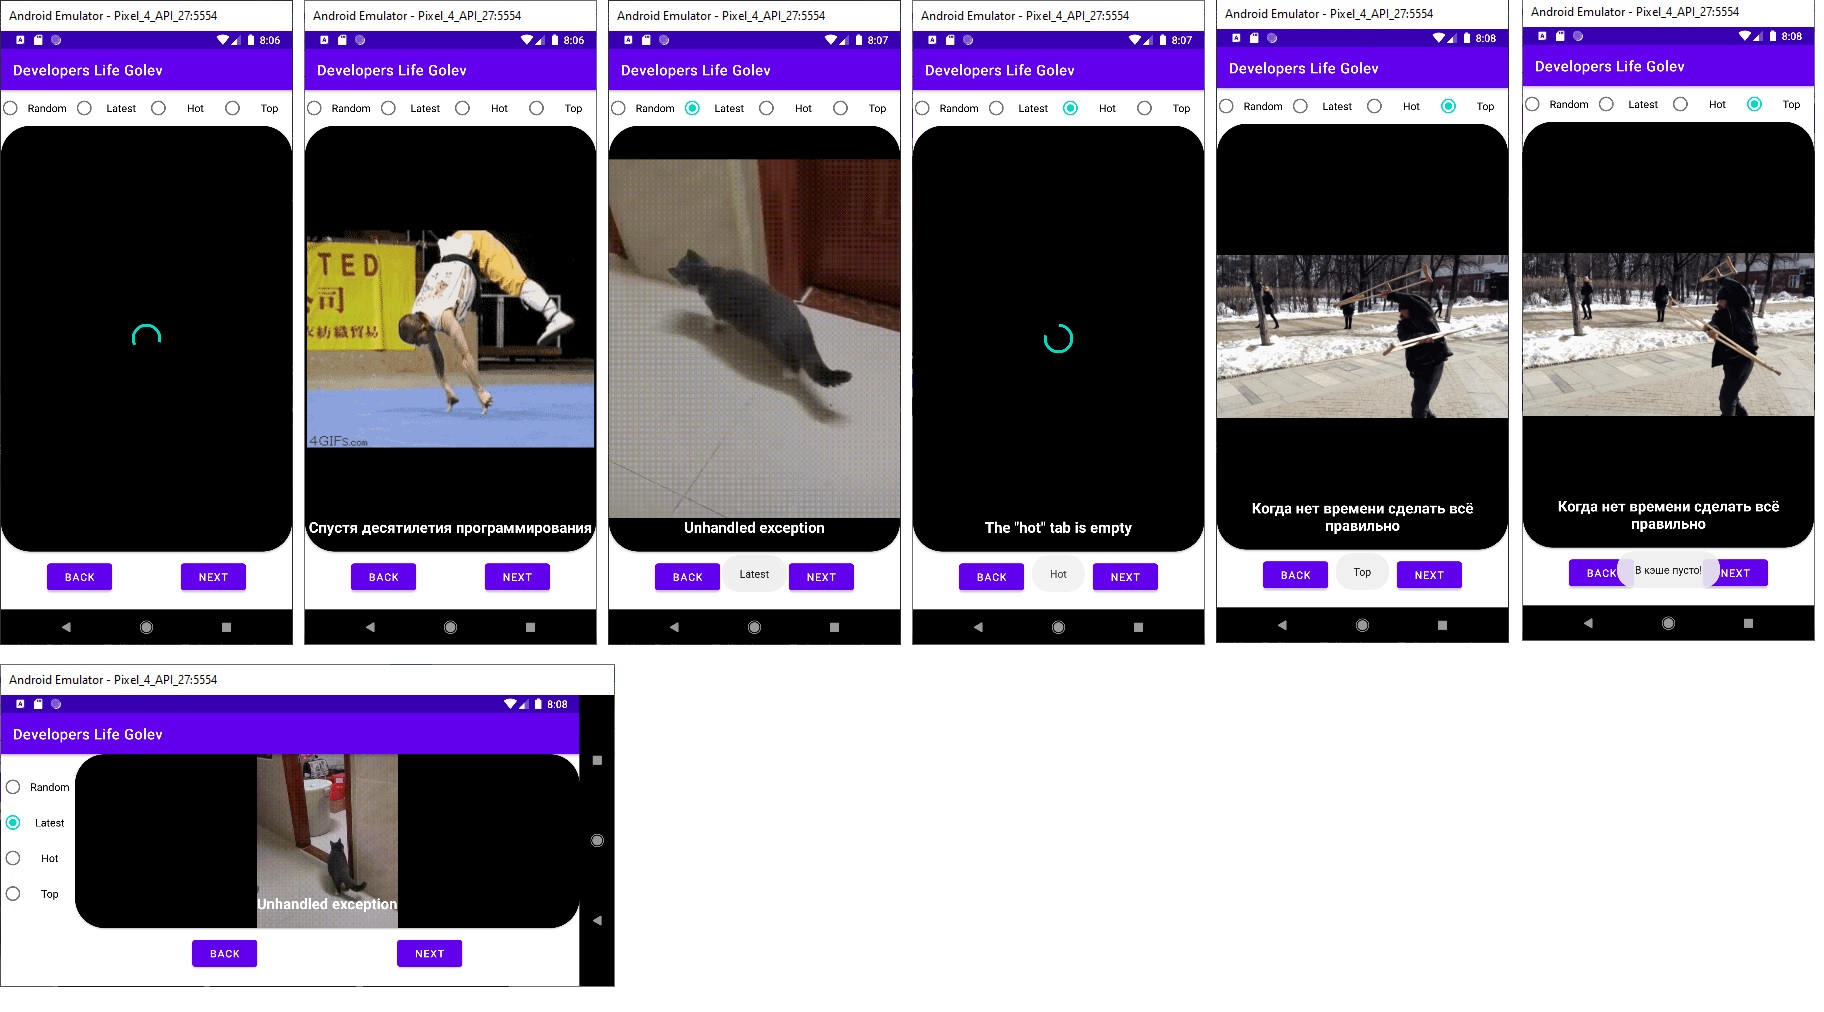 Android Emulator - Pixel_4_API_27:5554
8:06
Developers Life Golev
Random Latest Hot Top
BACK NEXT
Android Emulator - Pixel_4_API_27:5554
8:06
Developers Life Golev
Random Latest Hot Top
TED
司
纺織貿易
4GIFs.com
Спустя десятилетия программирования
BACK NEXT
Android Emulator - Pixel_4_API_27:5554
8:07
Developers Life Golev
Random Latest Hot Top
Unhandled exception
BACK Latest NEXT
Android Emulator - Pixel_4_API_27:5554
8:07
Developers Life Golev
Random Latest Hot Top
The "hot" tab is empty
BACK Hot NEXT
Android Emulator - Pixel_4_API_27:5554
8:08
Developers Life Golev
Random Latest Hot Top
Когда нет времени сделать всё
правильно
BACK Top NEXT
Android Emulator - Pixel_4_API_27:5554
8:08
Developers Life Golev
Random Latest Hot Top
Когда нет времени сделать всё
правильно
BACK В кэше пусто! NEXT
Android Emulator - Pixel_4_API_27:5554
8:08
Developers Life Golev
Random
Latest
Hot
Top
Unhandled exception
BACK NEXT